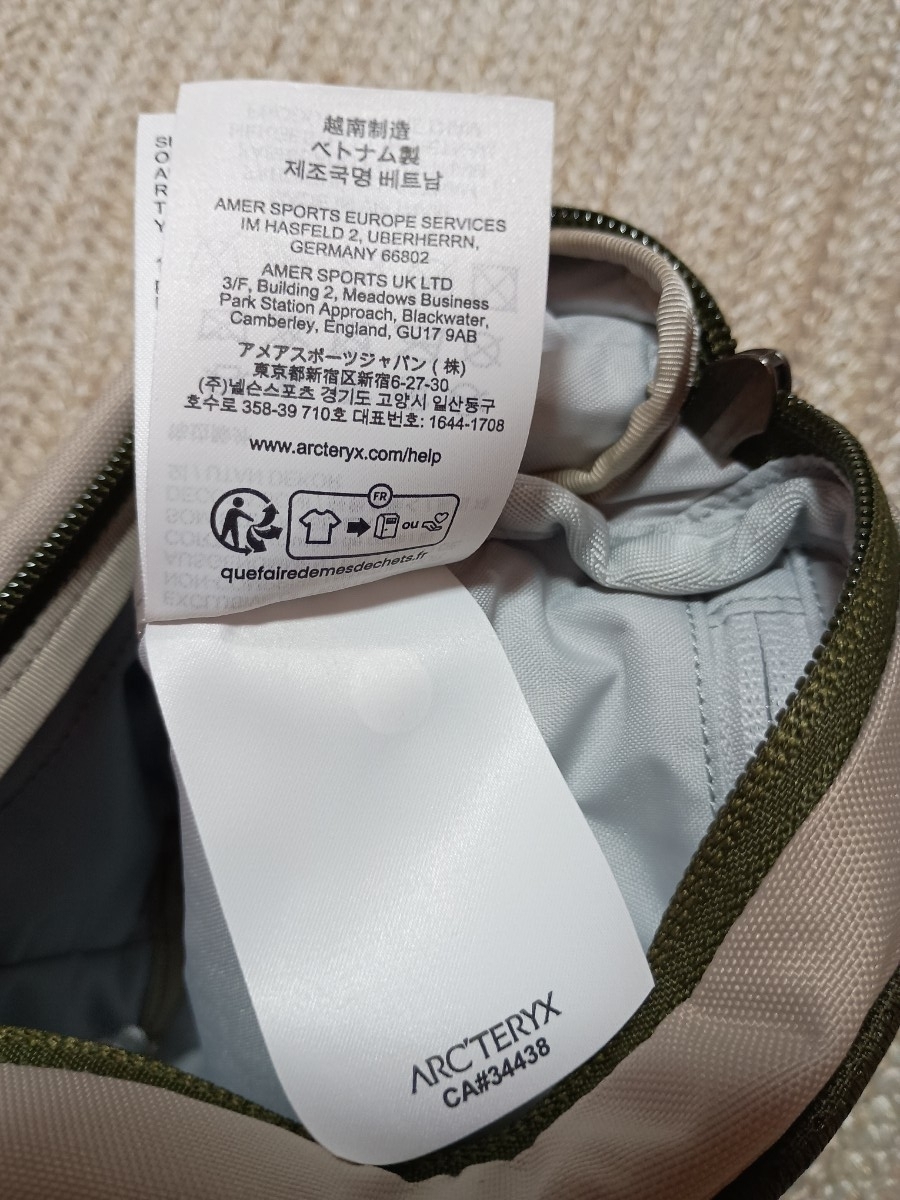 越南制造
ベトナム製
제조국명 베트남
AMER SPORTS EUROPE SERVICES
IM HASFELD 2, UBERHERRN,
GERMANY 66802
AMER SPORTS UK LTD
3/F, Building 2, Meadows Business
Park Station Approach, Blackwater,
Camberley, England, GU17 9AB
アメアスポーツジャパン (株)
東京都新宿区新宿6-27-30
(주)넬슨스포츠 경기도 고양시 일산동구
호수로 358-39 710호 대표번호: 1644-1708
www.arcteryx.com/help
FR
ou
quefairedemesdechets.fr
ARC'TERYX
CA#34438